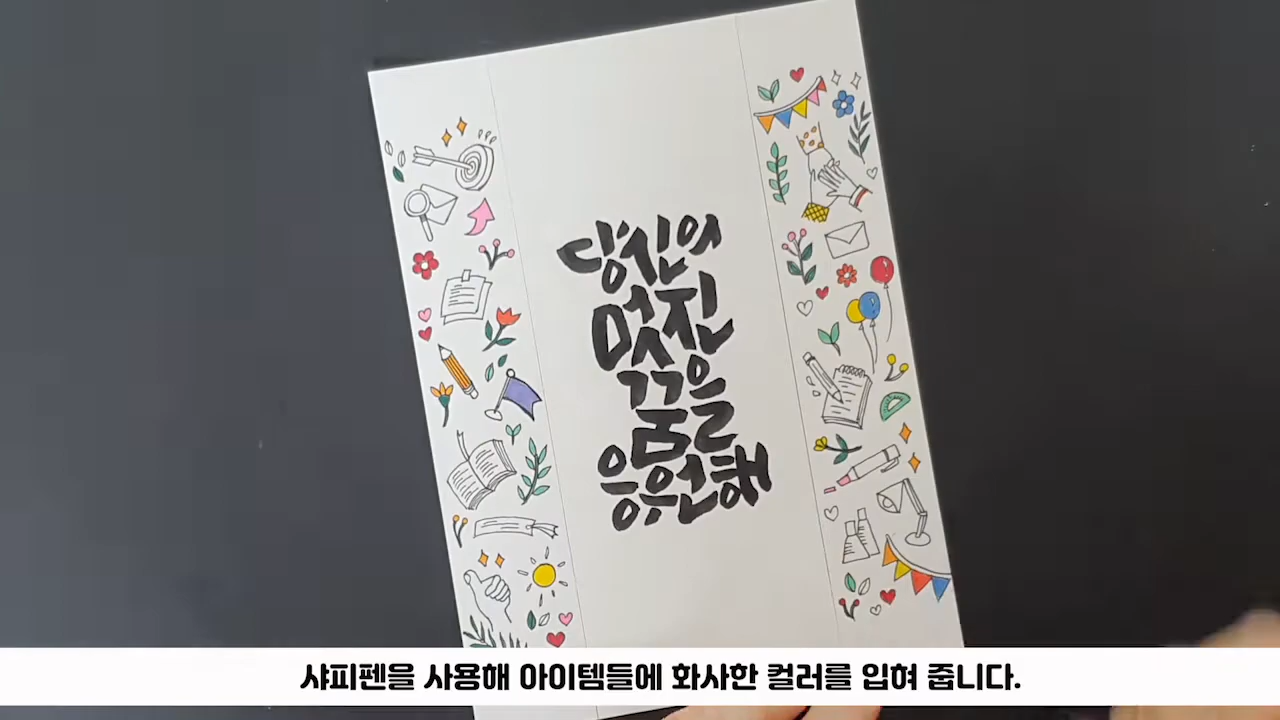 당신의
멋진
꿈을
응원해
샤피펜을 사용해 아이템들에 화사한 컬러를 입혀 줍니다.